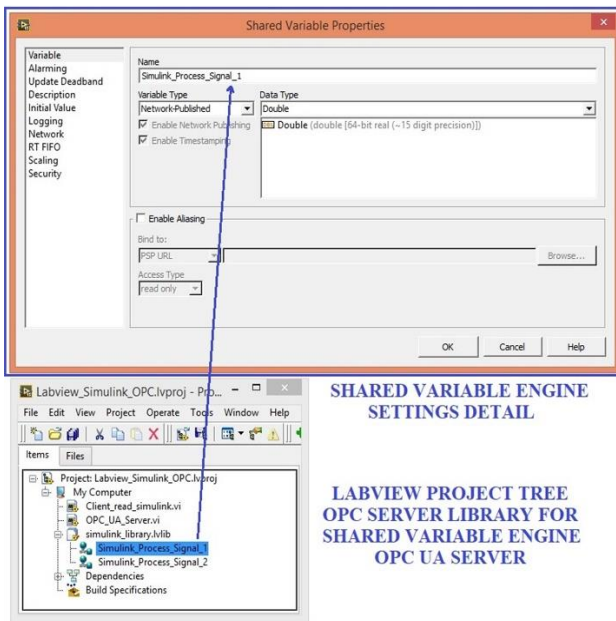 Shared Variable Properties
Variable
Alarming
Update Deadband
Description
Initial Value
Logging
Network
RT FIFO
Scaling
Security
Name
Simulink_Process_Signal_1
Variable Type
Data Type
Network-Published
Double
Enable Network Publishing
Double (double [64-bit real (~15 digit precision)])
Enable Timestamping
Enable Aliasing
Bind to:
PSP URL
Browse...
Access Type
read only
OK Cancel Help
Labview_Simulink_OPC.lvproj - Pro...
File Edit View Project Operate Tools Window Help
Items Files
Project: Labview_Simulink_OPC.lvproj
My Computer
Client_read_simulink.vi
OPC_UA_Server.vi
simulink_library.lvlib
Simulink_Process_Signal_1
Simulink_Process_Signal_2
Dependencies
Build Specifications
SHARED VARIABLE ENGINE
SETTINGS DETAIL
LABVIEW PROJECT TREE
OPC SERVER LIBRARY FOR
SHARED VARIABLE ENGINE
OPC UA SERVER